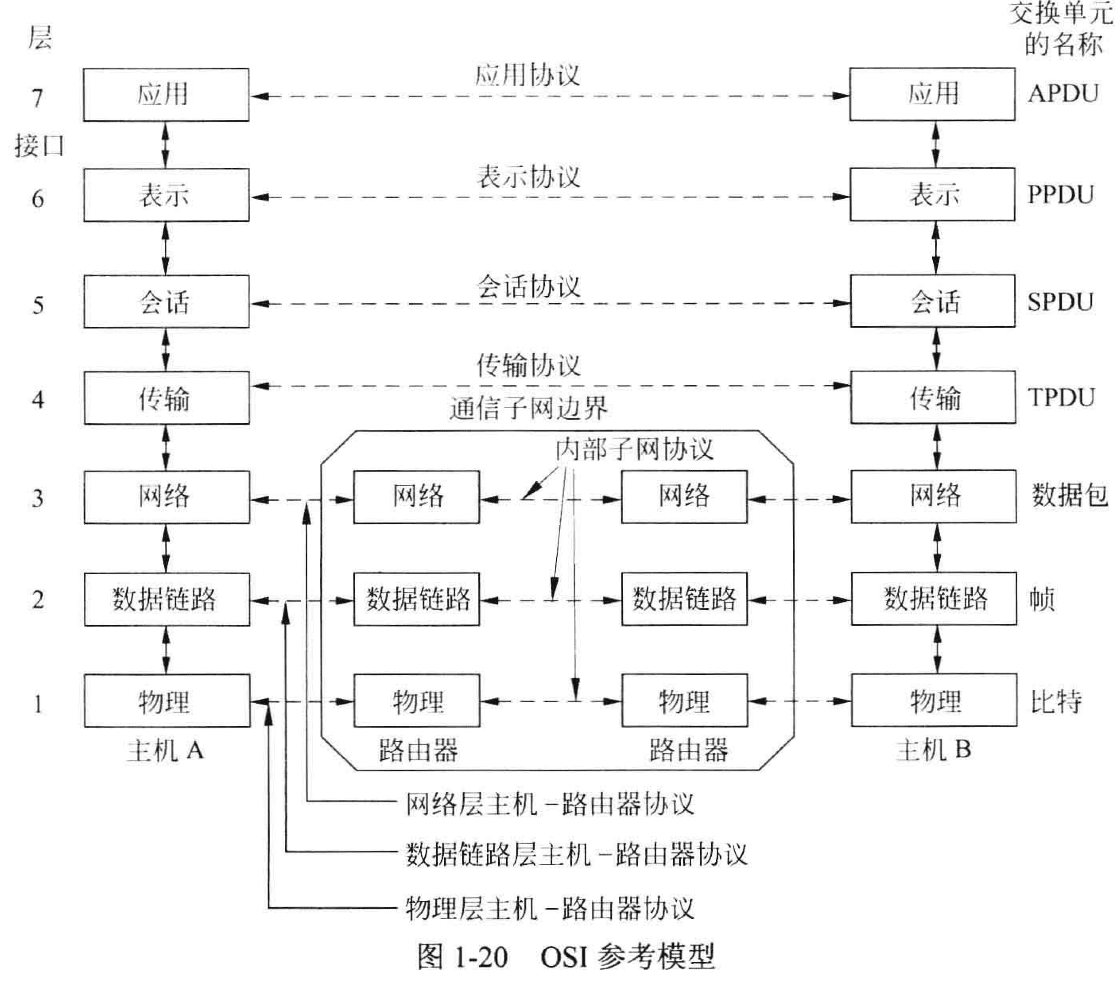 层
交换单元
的名称
7
应用
应用协议
应用
APDU
接口
6
表示
表示协议
表示
PPDU
5
会话
会话协议
会话
SPDU
4
传输
传输协议
传输
TPDU
通信子网边界
内部子网协议
3
网络
网络
网络
网络
数据包
2
数据链路
数据链路
数据链路
数据链路
帧
1
物理
物理
物理
物理
比特
主机 A
路由器
路由器
主机 B
网络层主机－路由器协议
数据链路层主机－路由器协议
物理层主机－路由器协议
图 1-20 OSI 参考模型